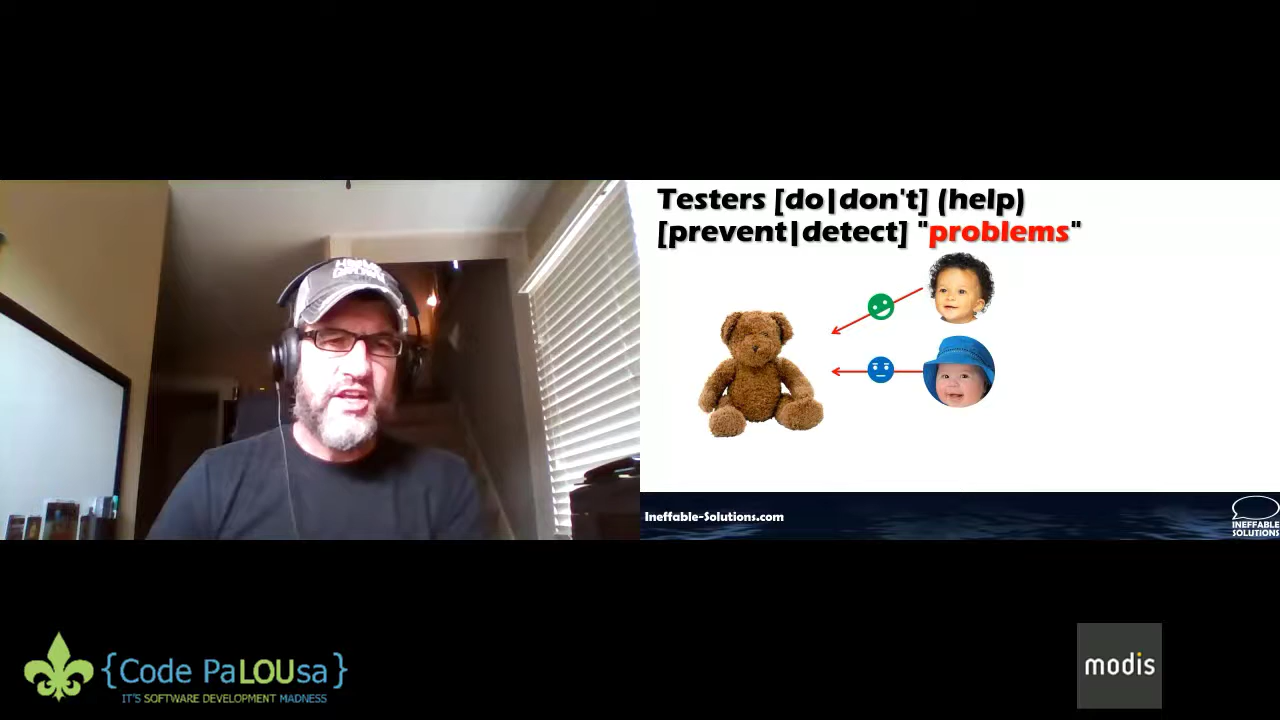 Testers [do|don't] (help)
[prevent|detect] "problems"
Ineffable-Solutions.com
INEFFABLE
SOLUTIONS
{Code PaLOUsa}
IT'S SOFTWARE DEVELOPMENT MADNESS
modis